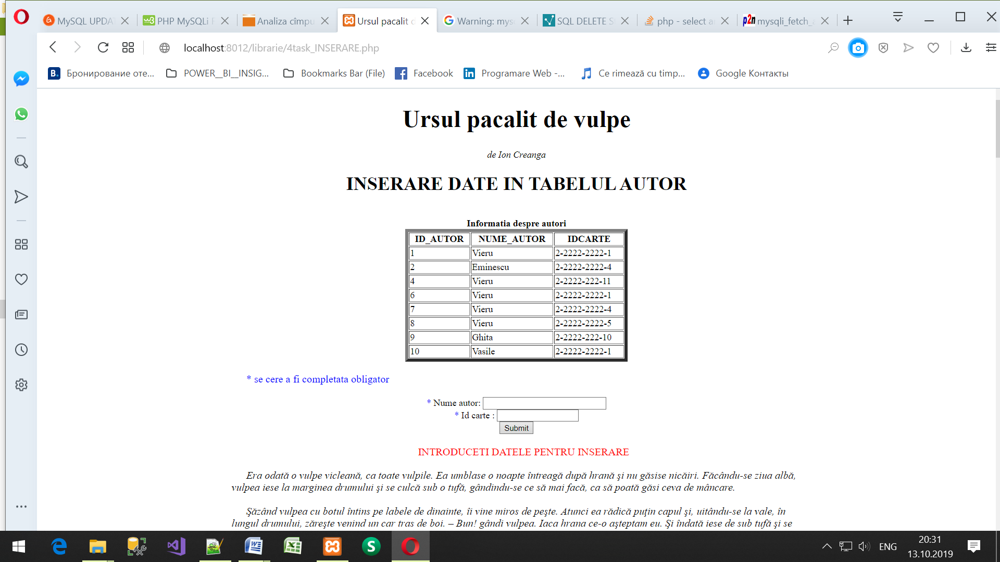 MySQL UPDA
PHP MySQLi
Analiza cîmpu
Ursul pacalit
Warning: mys
SQL DELETE S
php - select a
mysqli_fetch_
localhost:8012/librarie/4task_INSERARE.php
Бронирование оте...
POWER__BI__INSIG...
Bookmarks Bar (File)
Facebook
Programare Web -...
Ce rimează cu timp...
Google Контакты
Ursul pacalit de vulpe
de Ion Creanga
INSERARE DATE IN TABELUL AUTOR
Informatia despre autori
ID_AUTOR NUME_AUTOR IDCARTE
1 Vieru 2-2222-2222-1
2 Eminescu 2-2222-2222-4
4 Vieru 2-2222-222-11
6 Vieru 2-2222-2222-1
7 Vieru 2-2222-2222-4
8 Vieru 2-2222-2222-5
9 Ghita 2-2222-222-10
10 Vasile 2-2222-2222-1
* se cere a fi completata obligator
* Nume autor:
* Id carte :
Submit
INTRODUCETI DATELE PENTRU INSERARE
Era odată o vulpe vicleană, ca toate vulpile. Ea umblase o noapte întreagă după hrană şi nu găsise nicăiri. Făcându-se ziua albă,
vulpea iese la marginea drumului şi se culcă sub o tufă, gândindu-se ce să mai facă, ca să poată găsi ceva de mâncare.
Şăzând vulpea cu botul întins pe labele de dinainte, îi vine miros de peşte. Atunci ea rădică puţin capul şi, uitându-se la vale, în
lungul drumului, zăreşte venind un car tras de boi. – Bun! gândi vulpea. Iaca hrana ce-o aşteptam eu. Şi îndată iese de sub tufă şi se
ENG
20:31
13.10.2019